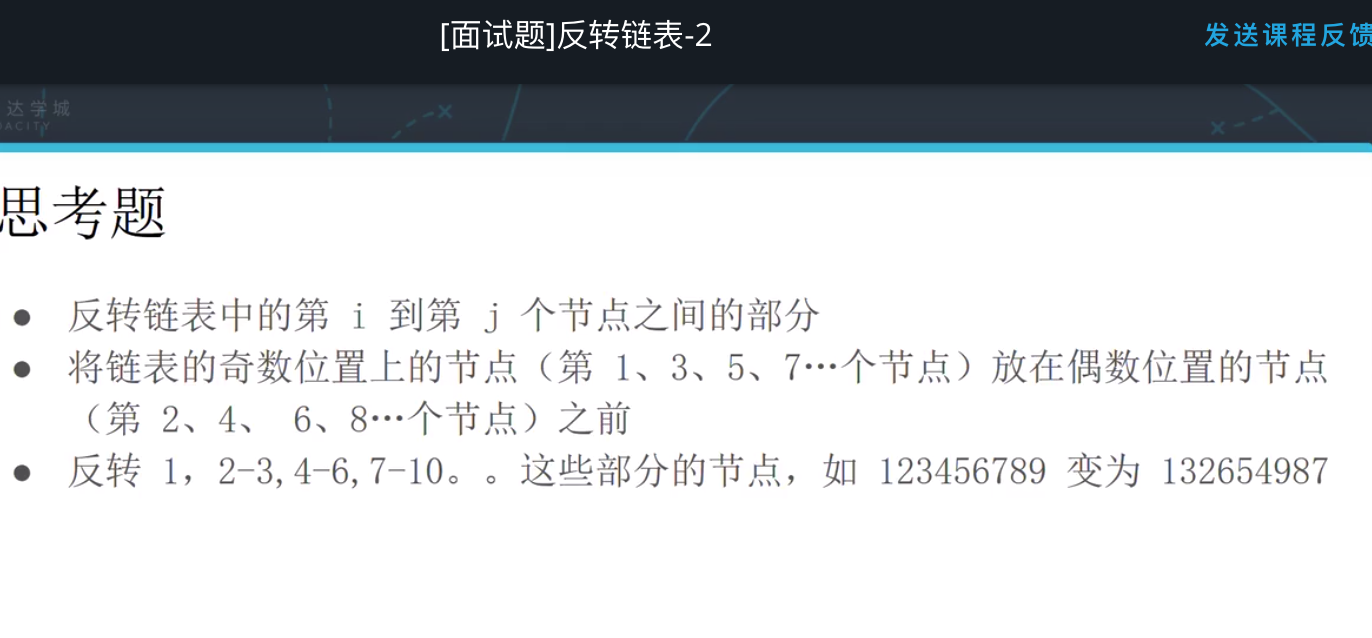 [面试题]反转链表-2
发送课程反馈
达学城
DACITY
思考题
● 反转链表中的第 i 到第 j 个节点之间的部分
● 将链表的奇数位置上的节点（第 1、3、5、7…个节点）放在偶数位置的节点
（第 2、4、 6、8…个节点）之前
● 反转 1，2-3,4-6,7-10。。这些部分的节点，如 123456789 变为 132654987